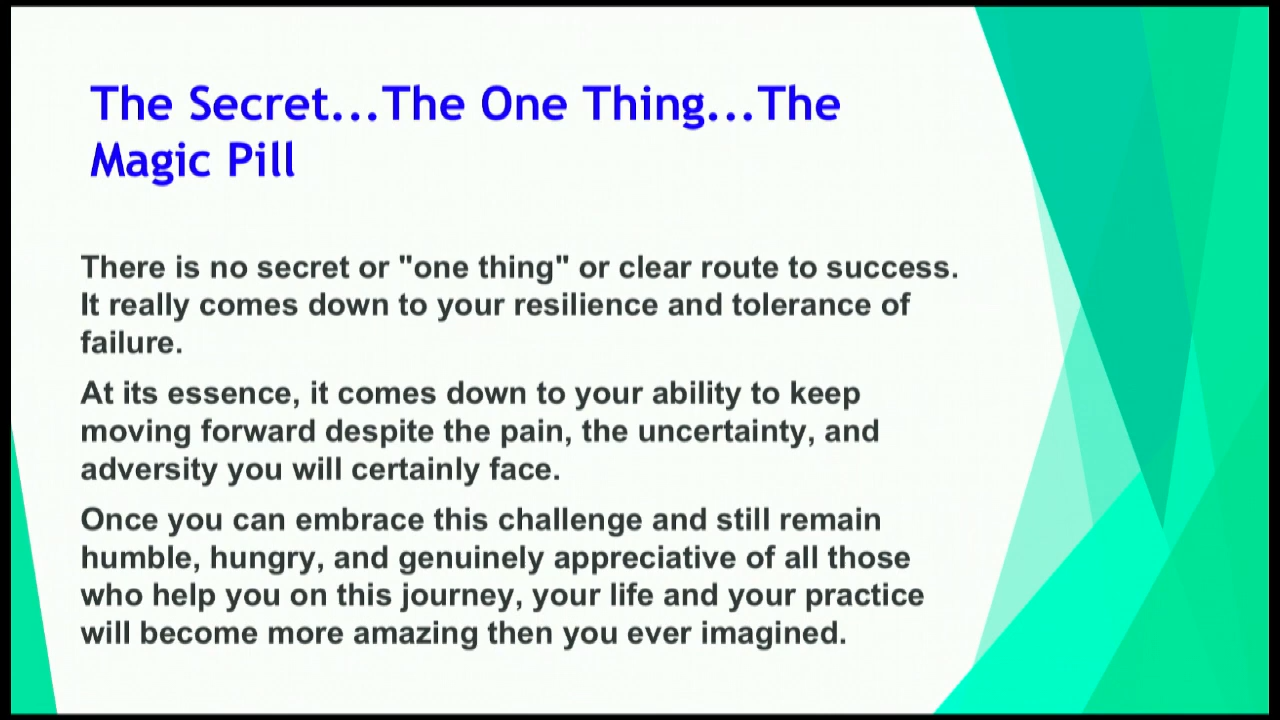 The Secret...The One Thing...The
Magic Pill
There is no secret or "one thing" or clear route to success.
It really comes down to your resilience and tolerance of
failure.
At its essence, it comes down to your ability to keep
moving forward despite the pain, the uncertainty, and
adversity you will certainly face.
Once you can embrace this challenge and still remain
humble, hungry, and genuinely appreciative of all those
who help you on this journey, your life and your practice
will become more amazing then you ever imagined.